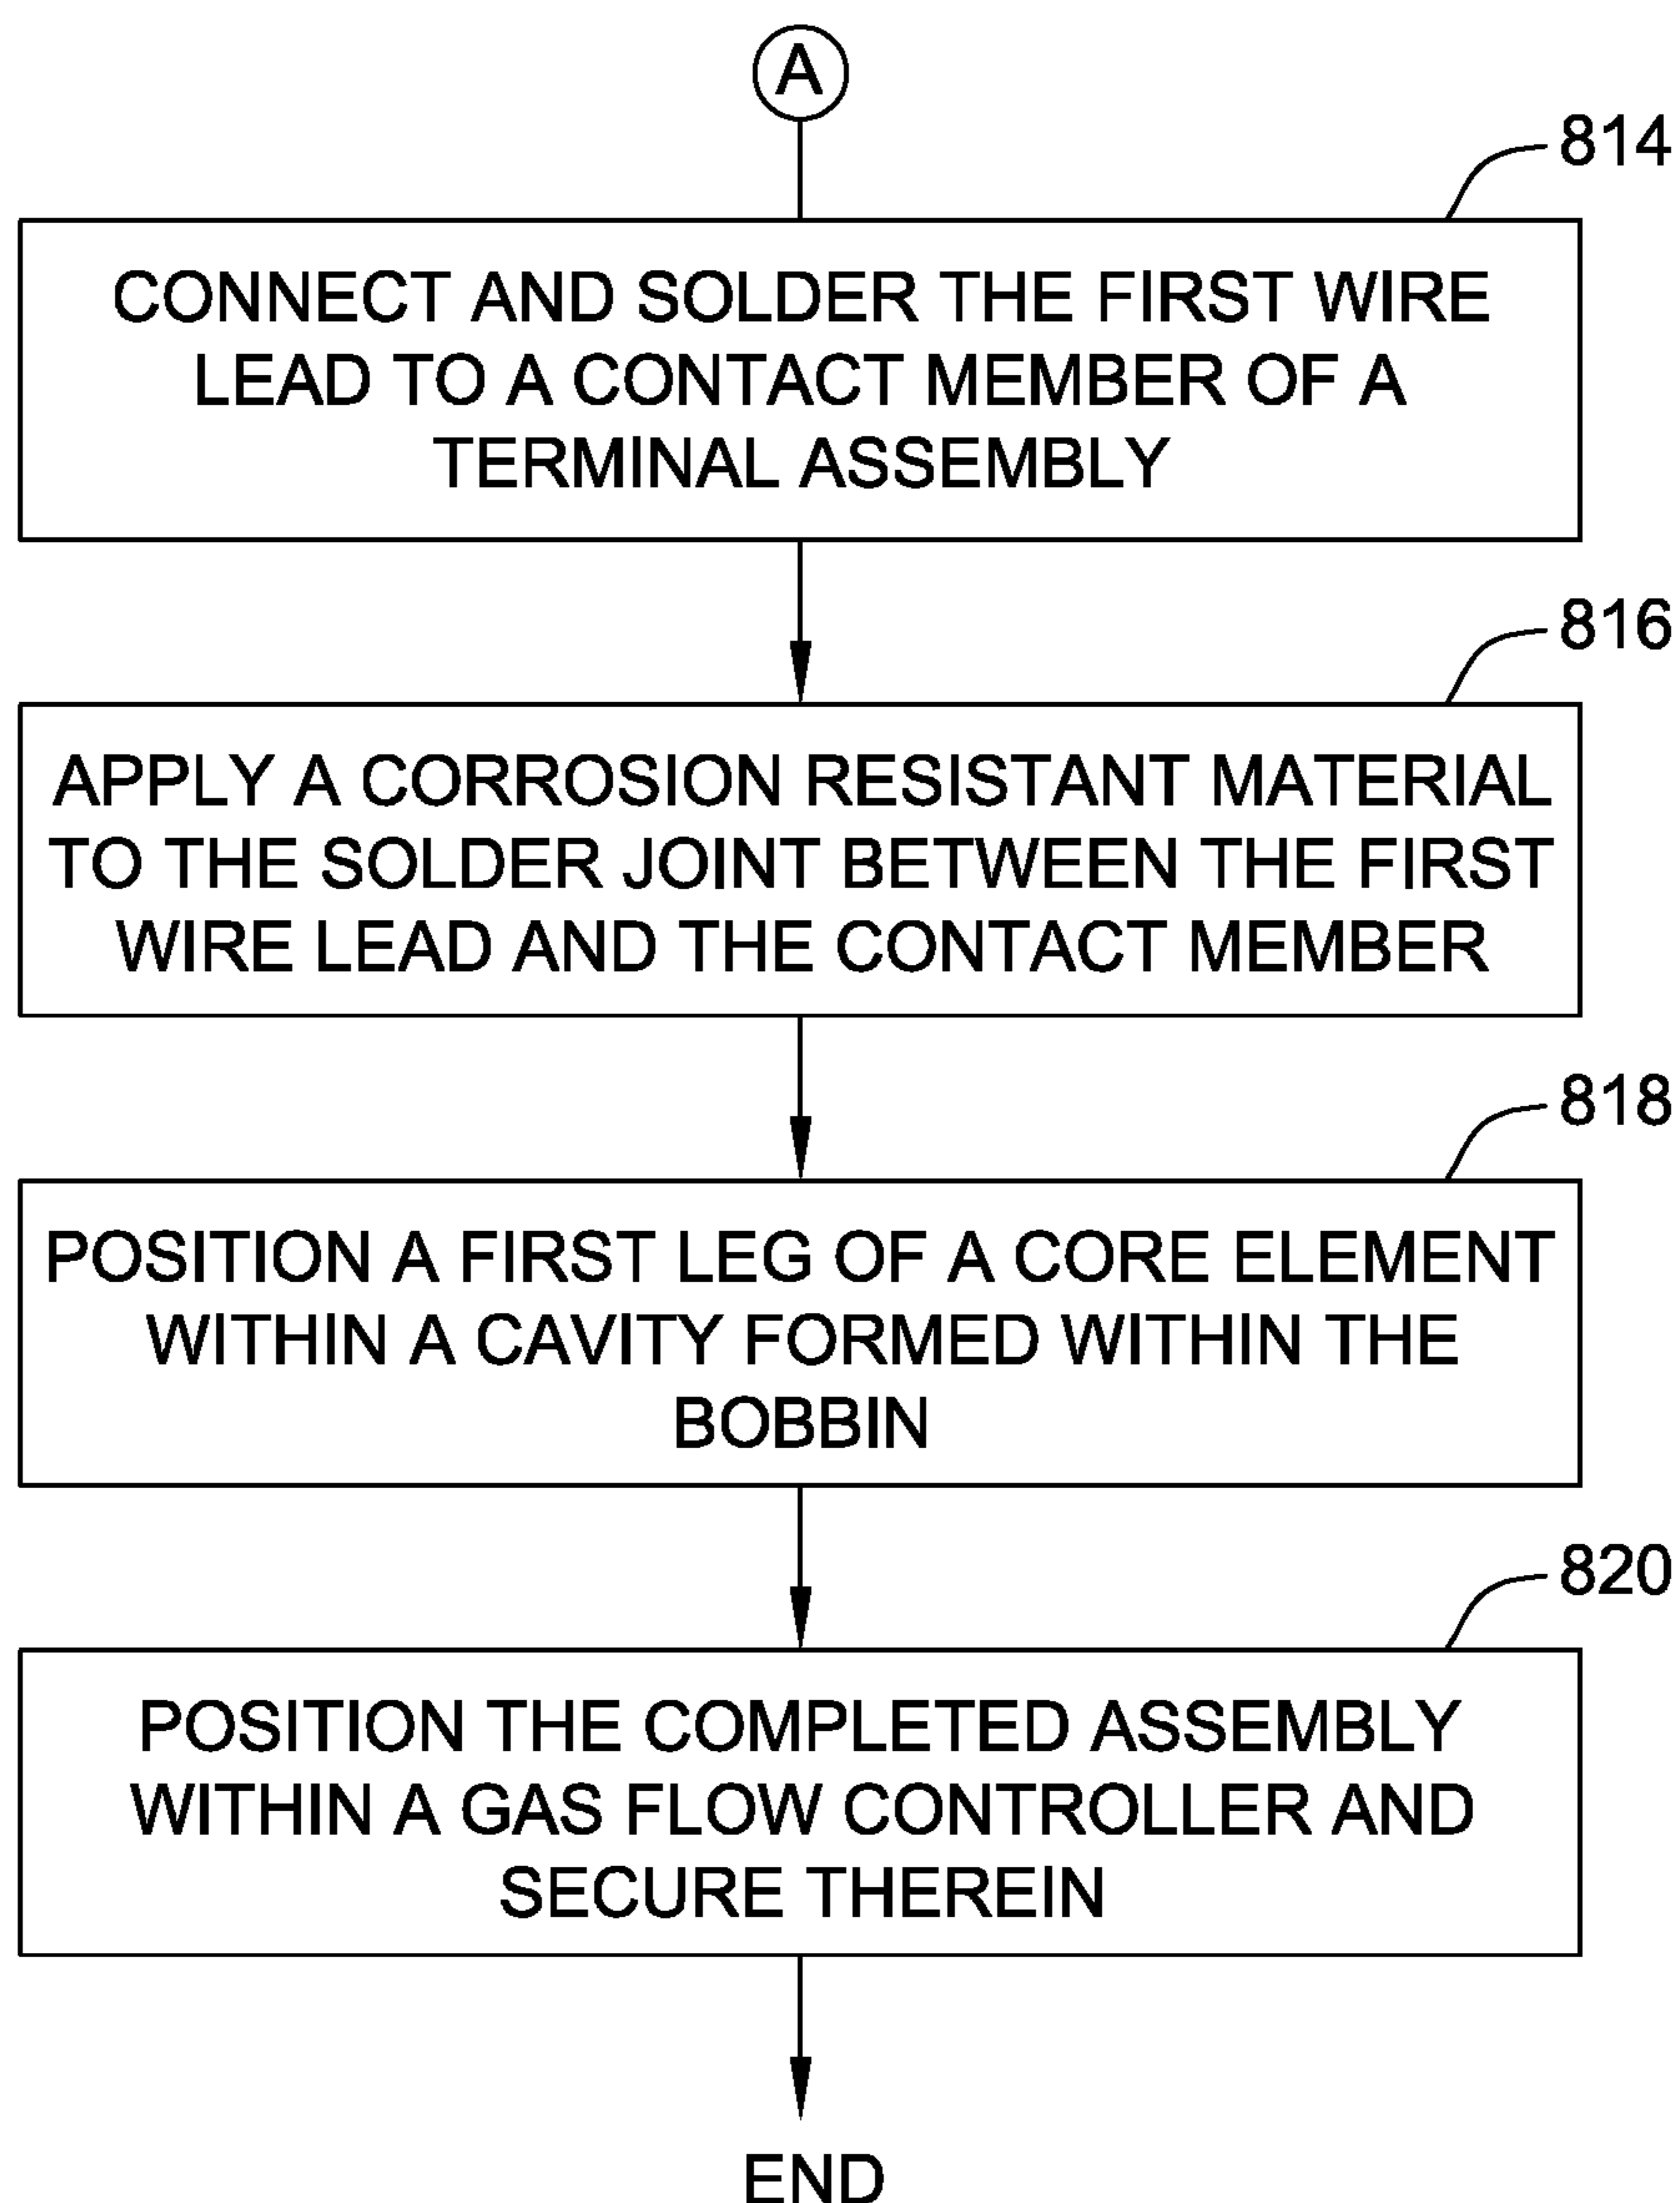 A
814
CONNECT AND SOLDER THE FIRST WIRE
LEAD TO A CONTACT MEMBER OF A
TERMINAL ASSEMBLY
816
APPLY A CORROSION RESISTANT MATERIAL
TO THE SOLDER JOINT BETWEEN THE FIRST
WIRE LEAD AND THE CONTACT MEMBER
818
POSITION A FIRST LEG OF A CORE ELEMENT
WITHIN A CAVITY FORMED WITHIN THE
BOBBIN
820
POSITION THE COMPLETED ASSEMBLY
WITHIN A GAS FLOW CONTROLLER AND
SECURE THEREIN
END